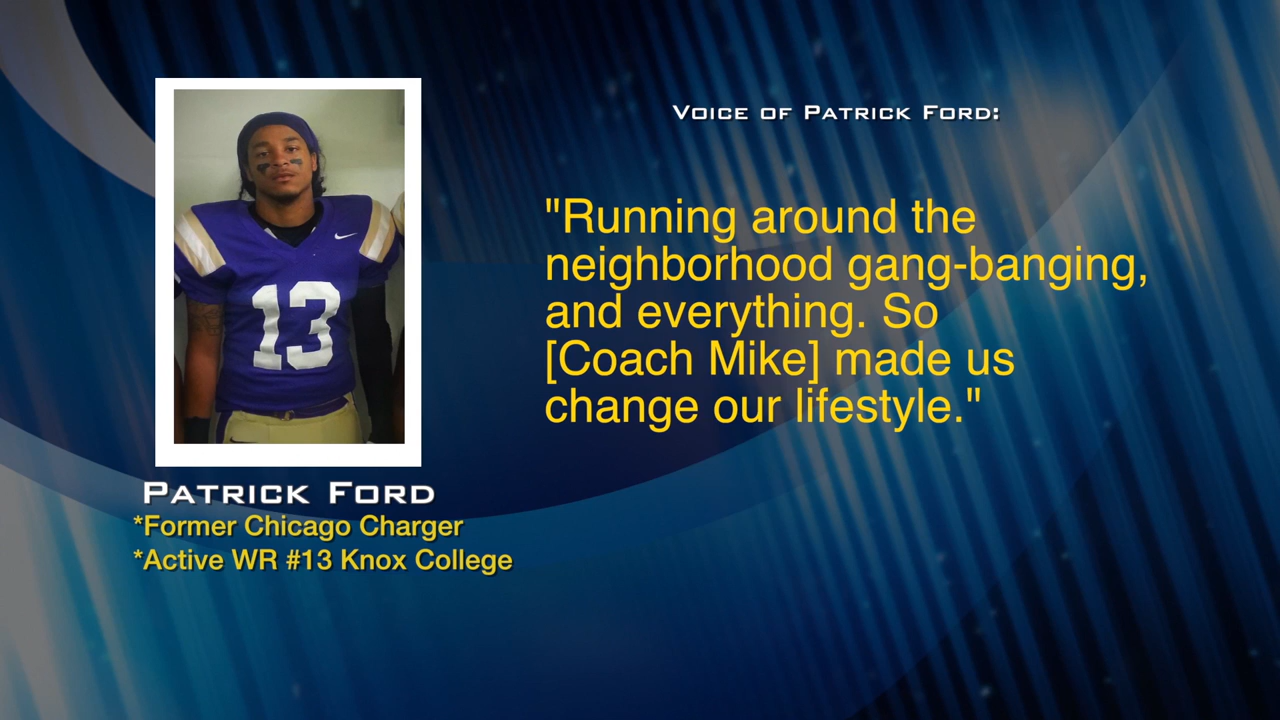 Voice of Patrick Ford:
"Running around the
neighborhood gang-banging,
and everything. So
[Coach Mike] made us
change our lifestyle."
13
Patrick Ford
*Former Chicago Charger
*Active WR #13 Knox College